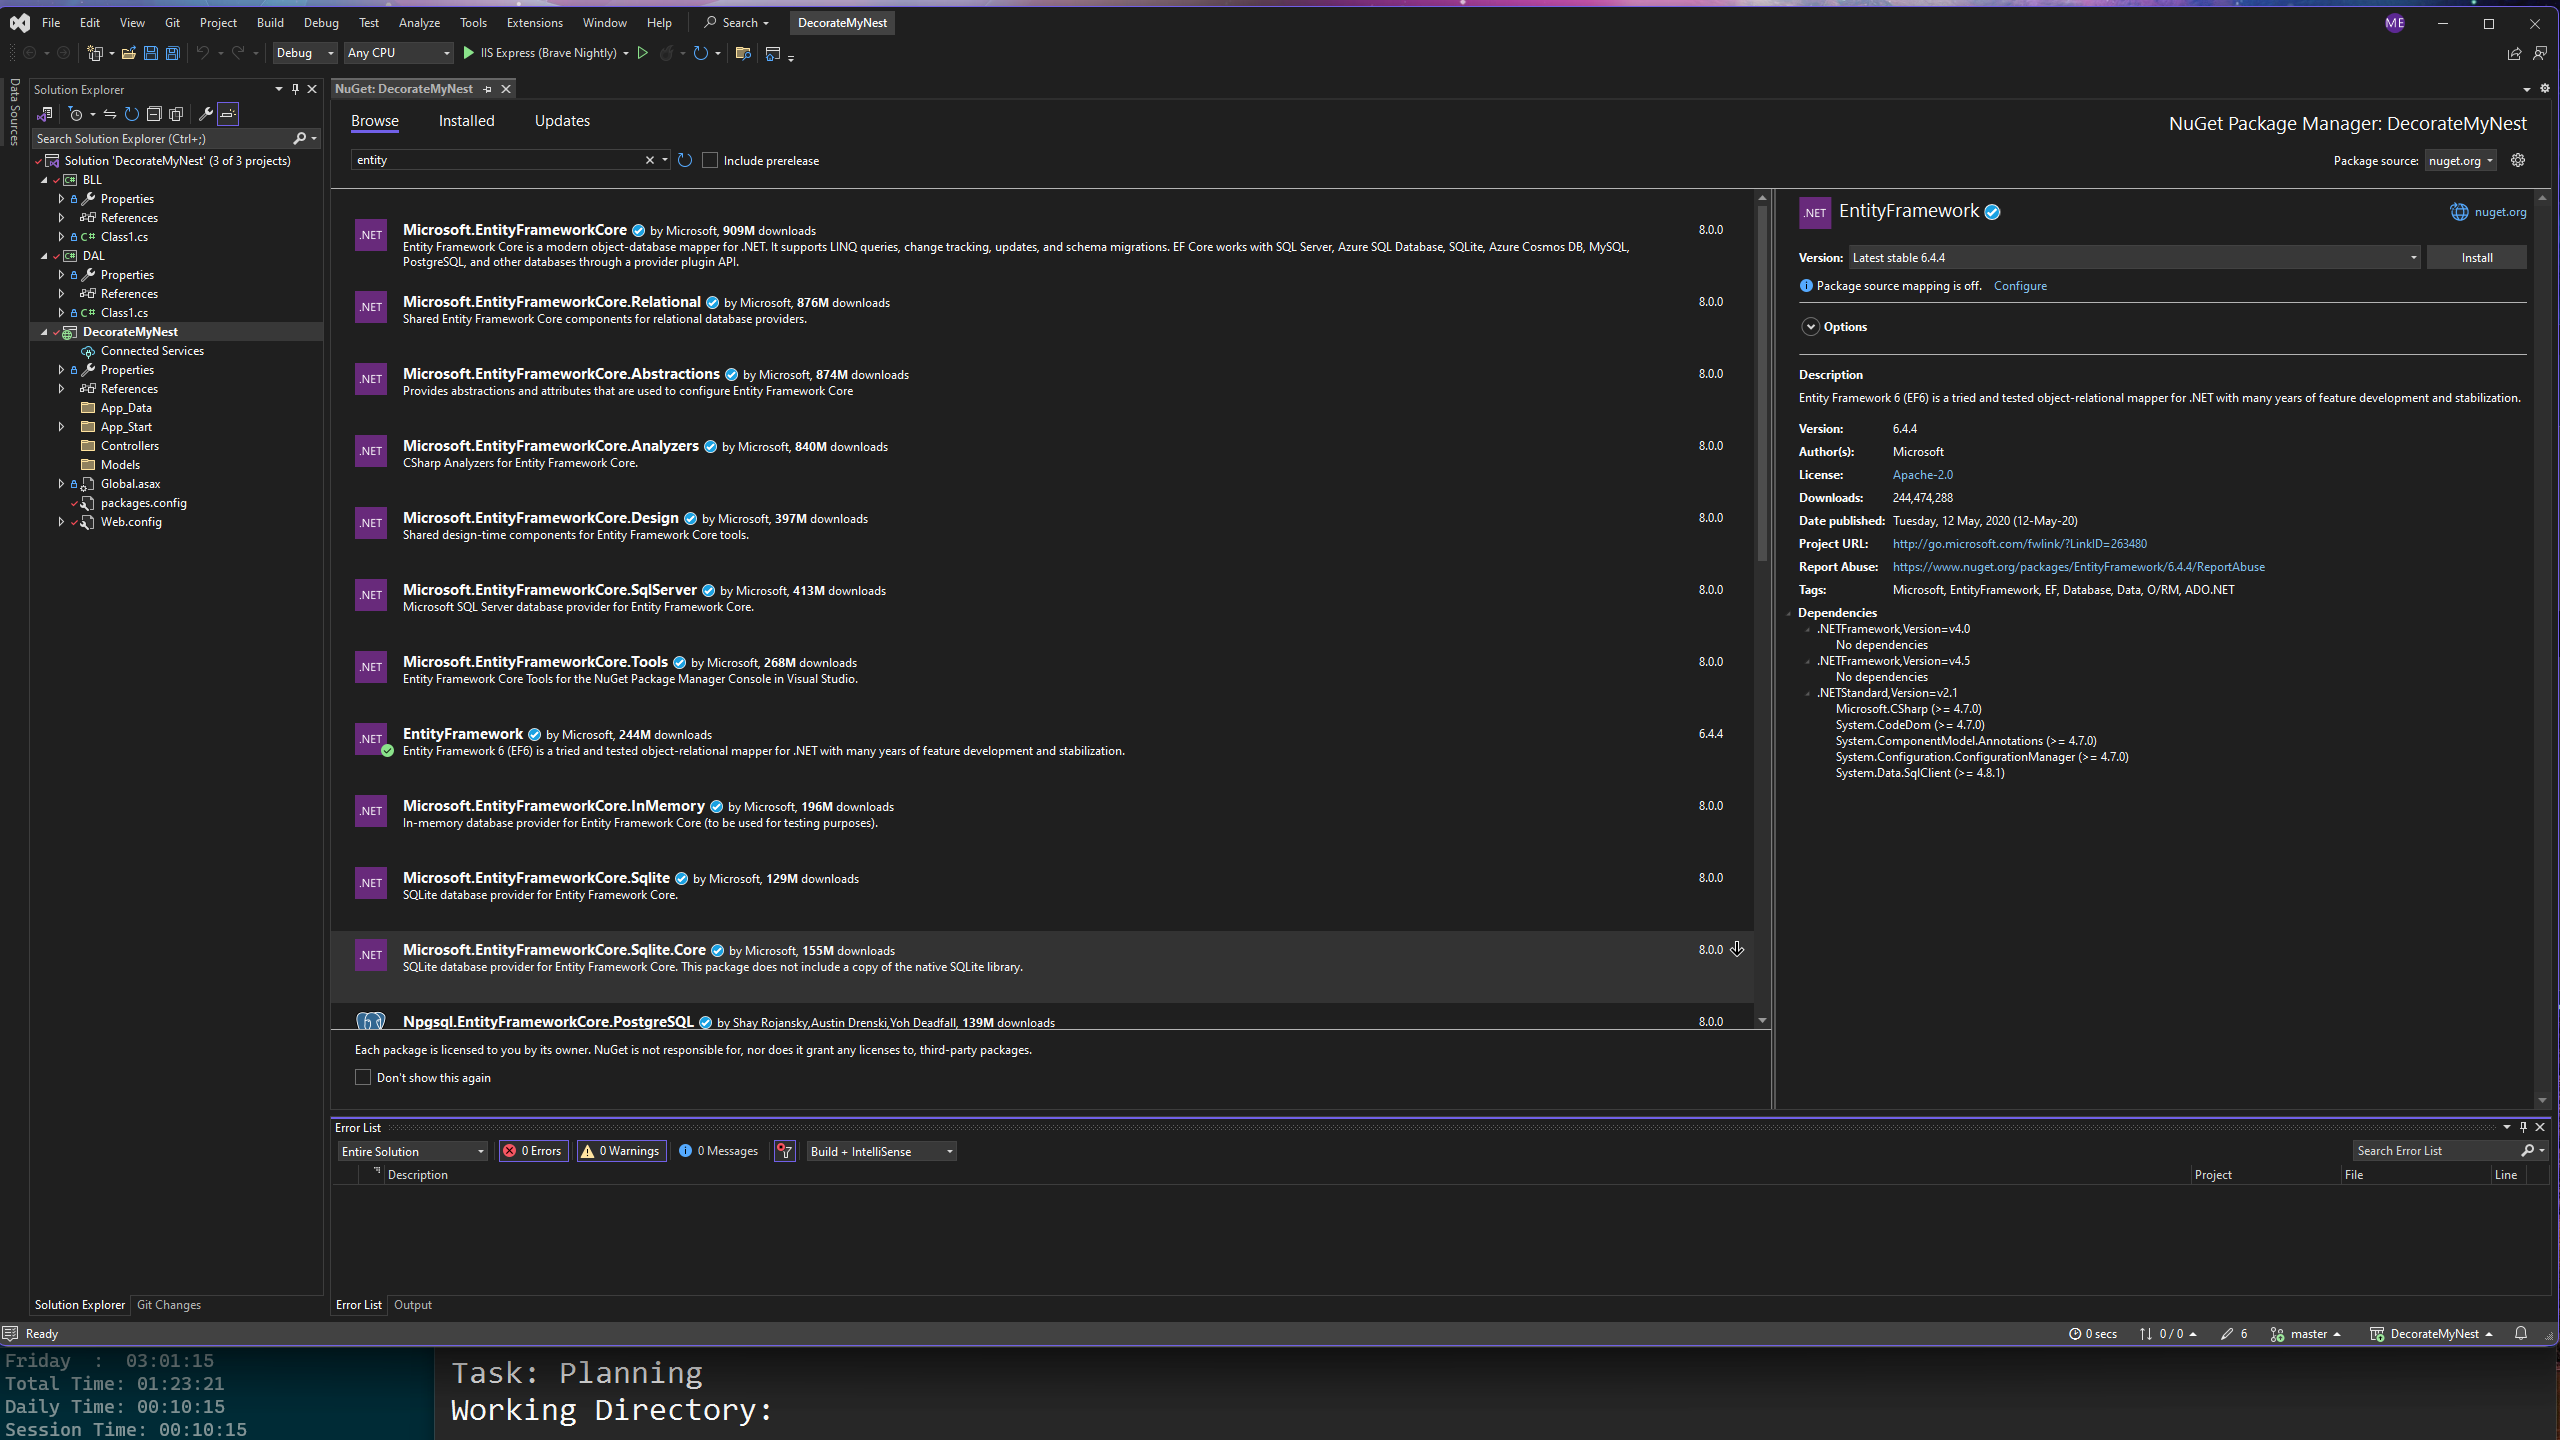 File Edit View Git Project Build Debug Test Analyze Tools Extensions Window Help Search DecorateMyNest ME
Debug Any CPU IIS Express (Brave Nightly)
Data Sources
Solution Explorer
Search Solution Explorer (Ctrl+;)
Solution 'DecorateMyNest' (3 of 3 projects)
C# BLL
Properties
References
C# Class1.cs
C# DAL
Properties
References
C# Class1.cs
DecorateMyNest
Connected Services
Properties
References
App_Data
App_Start
Controllers
Models
Global.asax
packages.config
Web.config
Solution Explorer Git Changes
NuGet: DecorateMyNest
Browse Installed Updates
NuGet Package Manager: DecorateMyNest
entity
Include prerelease
Package source: nuget.org
.NET Microsoft.EntityFrameworkCore by Microsoft, 909M downloads 8.0.0
Entity Framework Core is a modern object-database mapper for .NET. It supports LINQ queries, change tracking, updates, and schema migrations. EF Core works with SQL Server, Azure SQL Database, SQLite, Azure Cosmos DB, MySQL,
PostgreSQL, and other databases through a provider plugin API.
.NET Microsoft.EntityFrameworkCore.Relational by Microsoft, 876M downloads 8.0.0
Shared Entity Framework Core components for relational database providers.
.NET Microsoft.EntityFrameworkCore.Abstractions by Microsoft, 874M downloads 8.0.0
Provides abstractions and attributes that are used to configure Entity Framework Core
.NET Microsoft.EntityFrameworkCore.Analyzers by Microsoft, 840M downloads 8.0.0
CSharp Analyzers for Entity Framework Core.
.NET Microsoft.EntityFrameworkCore.Design by Microsoft, 397M downloads 8.0.0
Shared design-time components for Entity Framework Core tools.
.NET Microsoft.EntityFrameworkCore.SqlServer by Microsoft, 413M downloads 8.0.0
Microsoft SQL Server database provider for Entity Framework Core.
.NET Microsoft.EntityFrameworkCore.Tools by Microsoft, 268M downloads 8.0.0
Entity Framework Core Tools for the NuGet Package Manager Console in Visual Studio.
.NET EntityFramework by Microsoft, 244M downloads 6.4.4
Entity Framework 6 (EF6) is a tried and tested object-relational mapper for .NET with many years of feature development and stabilization.
.NET Microsoft.EntityFrameworkCore.InMemory by Microsoft, 196M downloads 8.0.0
In-memory database provider for Entity Framework Core (to be used for testing purposes).
.NET Microsoft.EntityFrameworkCore.Sqlite by Microsoft, 129M downloads 8.0.0
SQLite database provider for Entity Framework Core.
.NET Microsoft.EntityFrameworkCore.Sqlite.Core by Microsoft, 155M downloads 8.0.0
SQLite database provider for Entity Framework Core. This package does not include a copy of the native SQLite library.
Npgsql.EntityFrameworkCore.PostgreSQL by Shay Rojansky,Austin Drenski,Yoh Deadfall, 139M downloads 8.0.0
Each package is licensed to you by its owner. NuGet is not responsible for, nor does it grant any licenses to, third-party packages.
Don't show this again
.NET EntityFramework nuget.org
Version: Latest stable 6.4.4 Install
Package source mapping is off. Configure
Options
Description
Entity Framework 6 (EF6) is a tried and tested object-relational mapper for .NET with many years of feature development and stabilization.
Version: 6.4.4
Author(s): Microsoft
License: Apache-2.0
Downloads: 244,474,288
Date published: Tuesday, 12 May, 2020 (12-May-20)
Project URL: http://go.microsoft.com/fwlink/?LinkID=263480
Report Abuse: https://www.nuget.org/packages/EntityFramework/6.4.4/ReportAbuse
Tags: Microsoft, EntityFramework, EF, Database, Data, O/RM, ADO.NET
Dependencies
.NETFramework,Version=v4.0
No dependencies
.NETFramework,Version=v4.5
No dependencies
.NETStandard,Version=v2.1
Microsoft.CSharp (>= 4.7.0)
System.CodeDom (>= 4.7.0)
System.ComponentModel.Annotations (>= 4.7.0)
System.Configuration.ConfigurationManager (>= 4.7.0)
System.Data.SqlClient (>= 4.8.1)
Error List
Entire Solution 0 Errors 0 Warnings 0 Messages Build + IntelliSense Search Error List
Description Project File Line
Error List Output
Ready 0 secs 0 / 0 6 master DecorateMyNest
Friday : 03:01:15
Total Time: 01:23:21
Daily Time: 00:10:15
Session Time: 00:10:15
Task: Planning
Working Directory: